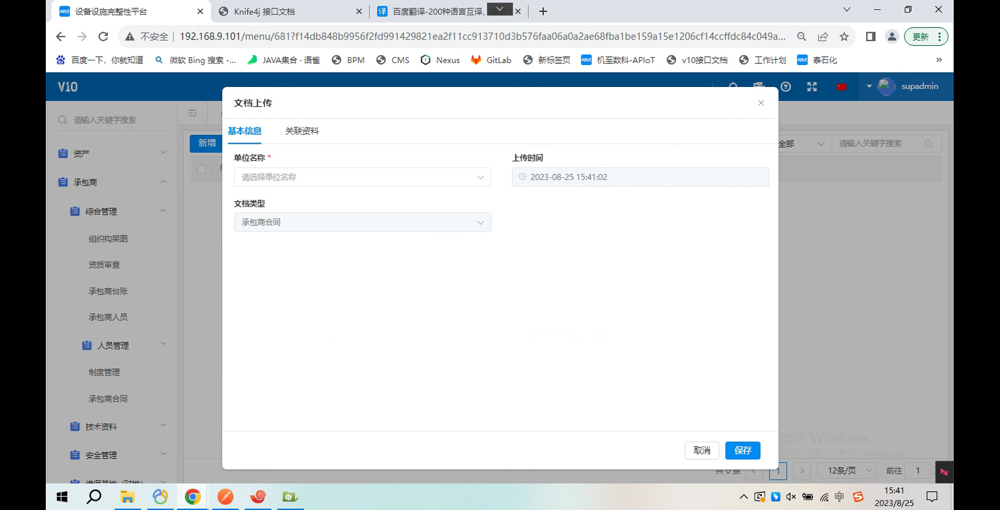 设备设施完整性平台
Knife4j 接口文档
百度翻译-200种语言互译、
不安全
192.168.9.101/menu/681?f14db848b9956f2fd991429821ea2f11cc913710d3b576faa06a0a2ae68fba1be159a15e1206cf14ccffdc84c049a...
更新
百度一下，你就知道
微软 Bing 搜索 -...
JAVA集合 · 语雀
BPM
CMS
Nexus
GitLab
新标签页
机至数科-APIoT
v10接口文档
工作计划
泰石化
V10
supadmin
请输入关键字搜索
资产
承包商
综合管理
组织构架图
资质审查
承包商台账
承包商人员
人员管理
制度管理
承包商合同
技术资料
安全管理
新增
全部
请输入关键字搜索
文档上传
基本信息
关联资料
单位名称 *
请选择单位名称
上传时间
2023-08-25 15:41:02
文档类型
承包商合同
取消
保存
激活 Windows
转到"设置"以激活 Windows。
共 0 条
1
12条/页
前往
1
中
15:41
2023/8/25